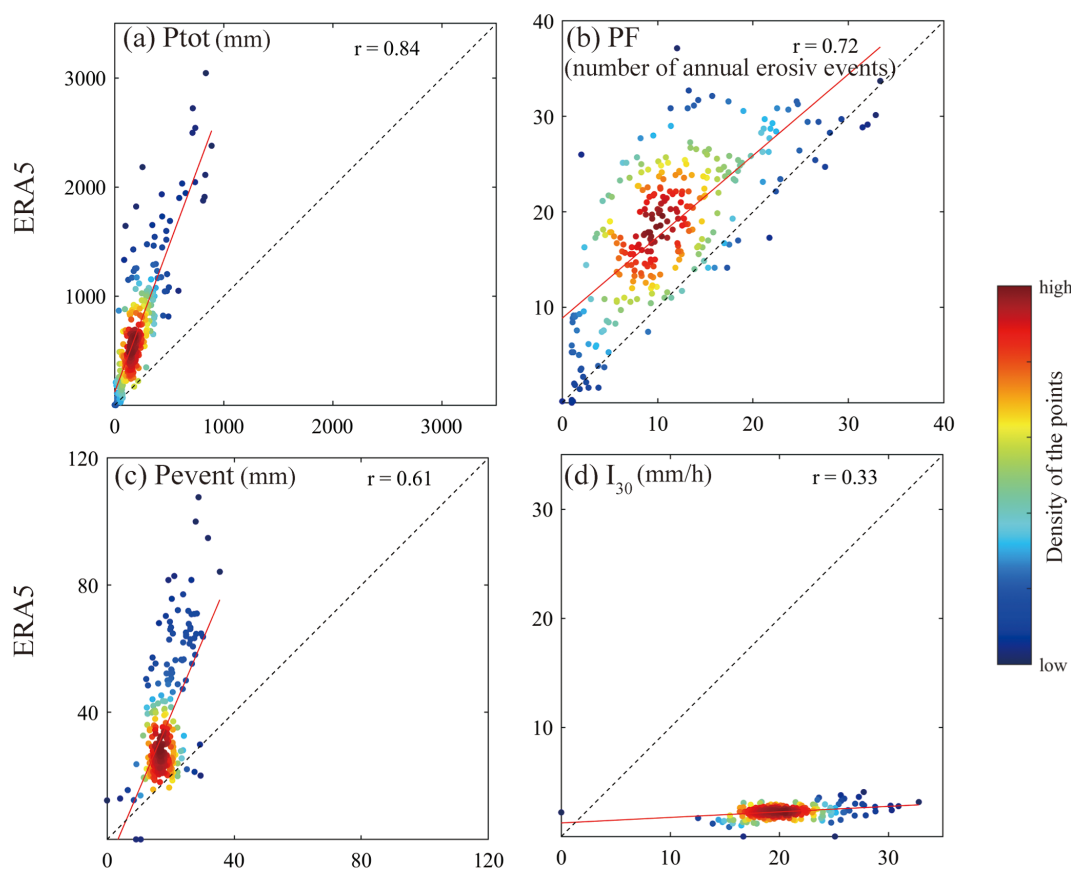 (a) Ptot (mm)
r = 0.84
3000
2000
1000
0
1000
2000
3000
ERA5
(b) PF
r = 0.72
(number of annual erosiv events)
40
30
20
10
0
10
20
30
40
(c) Pevent (mm)
r = 0.61
120
80
40
0
40
80
120
ERA5
(d) I30 (mm/h)
r = 0.33
30
20
10
0
10
20
30
high
Density of the points
low